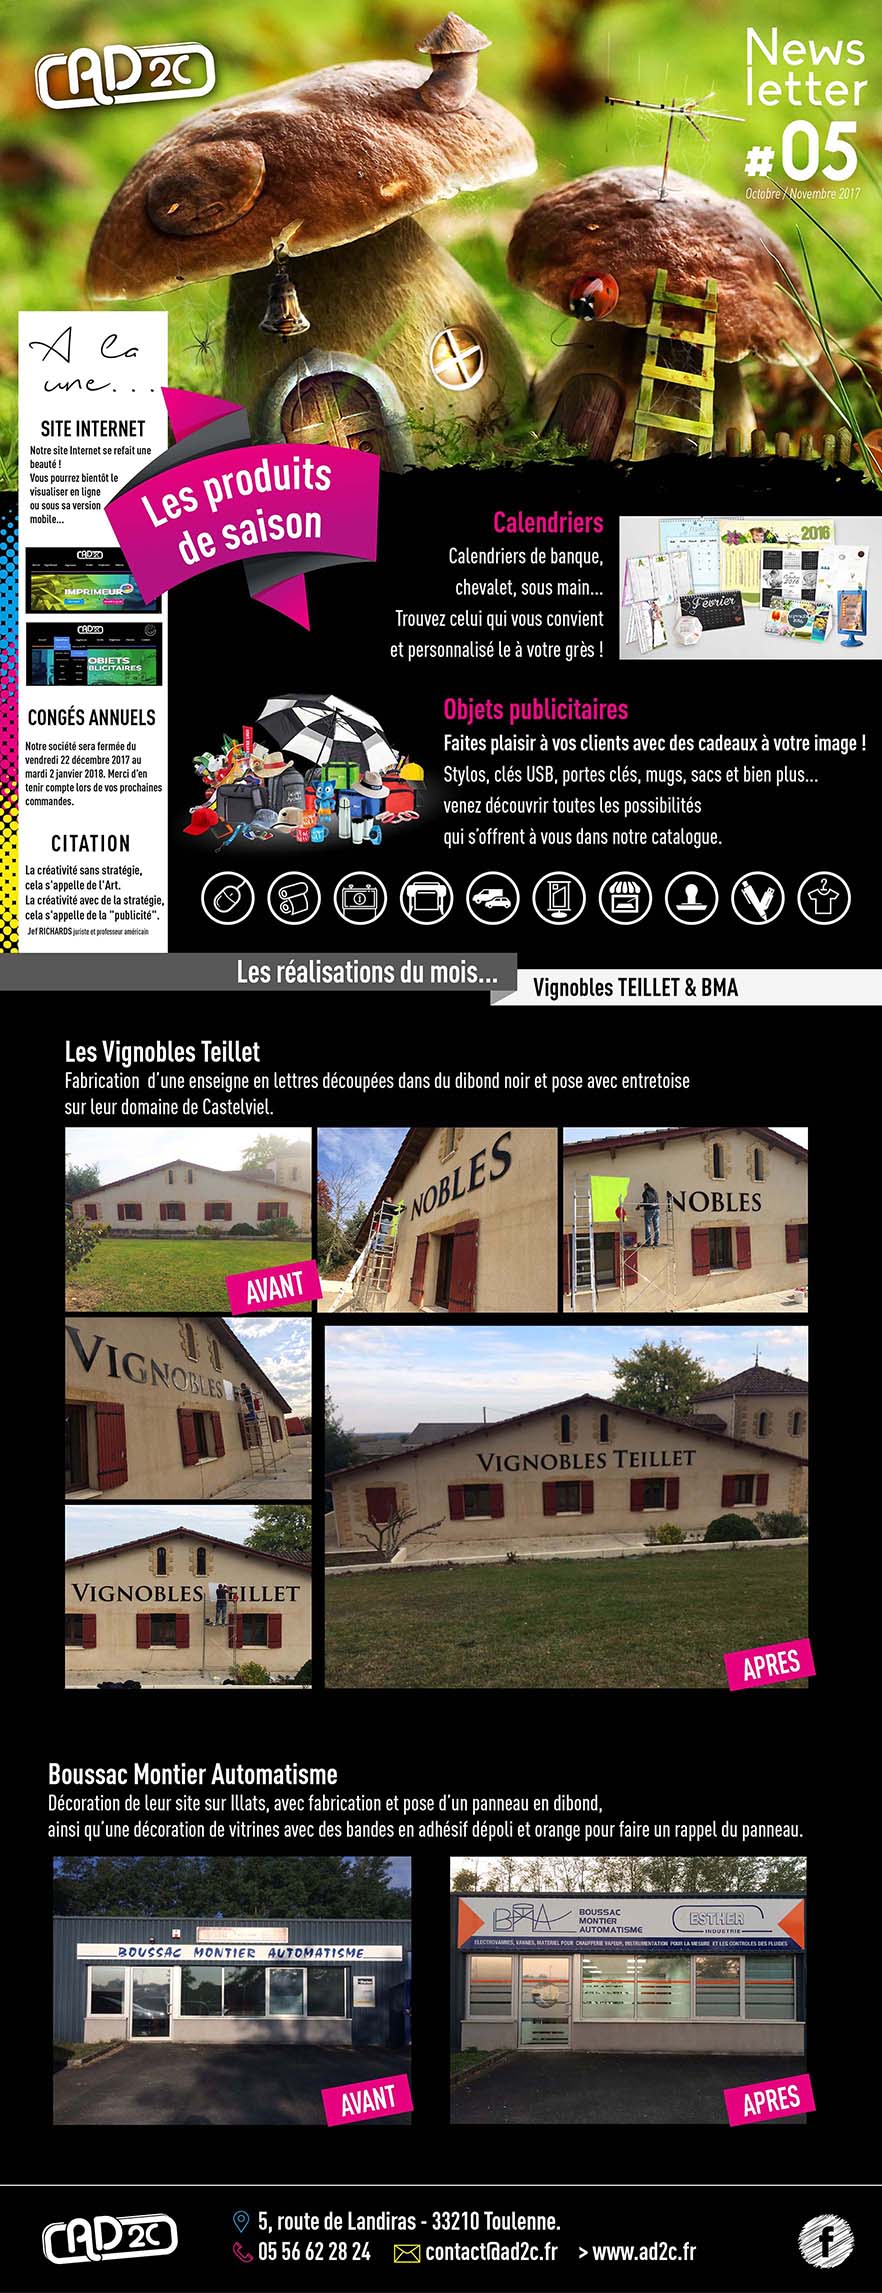 AD 2C
News
letter
#05
Octobre / Novembre 2017
A la
une...
SITE INTERNET
Notre site Internet se refait une
beauté !
Vous pourrez bientôt le
visualiser en ligne
ou sous sa version
mobile...
AD2C
IMPRIMEUR
AD2C
OBJETS
BLICITAIRES
CONGÉS ANNUELS
Notre société sera fermée du
vendredi 22 décembre 2017 au
mardi 2 janvier 2018. Merci d'en
tenir compte lors de vos prochaines
commandes.
CITATION
La créativité sans stratégie,
cela s'appelle de l'Art.
La créativité avec de la stratégie,
cela s'appelle de la "publicité".
Jef RICHARDS juriste et professeur américain
Les produits
de saison
Calendriers
Calendriers de banque,
chevalet, sous main...
Trouvez celui qui vous convient
et personnalisé le à votre grès !
2016
Février
Objets publicitaires
Faites plaisir à vos clients avec des cadeaux à votre image !
Stylos, clés USB, portes clés, mugs, sacs et bien plus...
venez découvrir toutes les possibilités
qui s'offrent à vous dans notre catalogue.
Les réalisations du mois...
Vignobles TEILLET & BMA
Les Vignobles Teillet
Fabrication d'une enseigne en lettres découpées dans du dibond noir et pose avec entretoise
sur leur domaine de Castelviel.
AVANT
NOBLES
NOBLES
VIGNOBLES
VIGNOBLES TEILLET
VIGNOBLES EILLET
APRES
Boussac Montier Automatisme
Décoration de leur site sur Illats, avec fabrication et pose d'un panneau en dibond,
ainsi qu'une décoration de vitrines avec des bandes en adhésif dépoli et orange pour faire un rappel du panneau.
BOUSSAC MONTIER AUTOMATISME
AVANT
BMA
BOUSSAC
MONTIER
AUTOMATISME
ESTHER
INDUSTRIE
ELECTROVANNES, VANNES, MATERIEL POUR CHAUFFERIE VAPEUR, INSTRUMENTATION POUR LA MESURE ET LES CONTROLES DES FLUIDES
APRES
AD 2C
5, route de Landiras - 33210 Toulenne.
05 56 62 28 24 contact@ad2c.fr > www.ad2c.fr
f